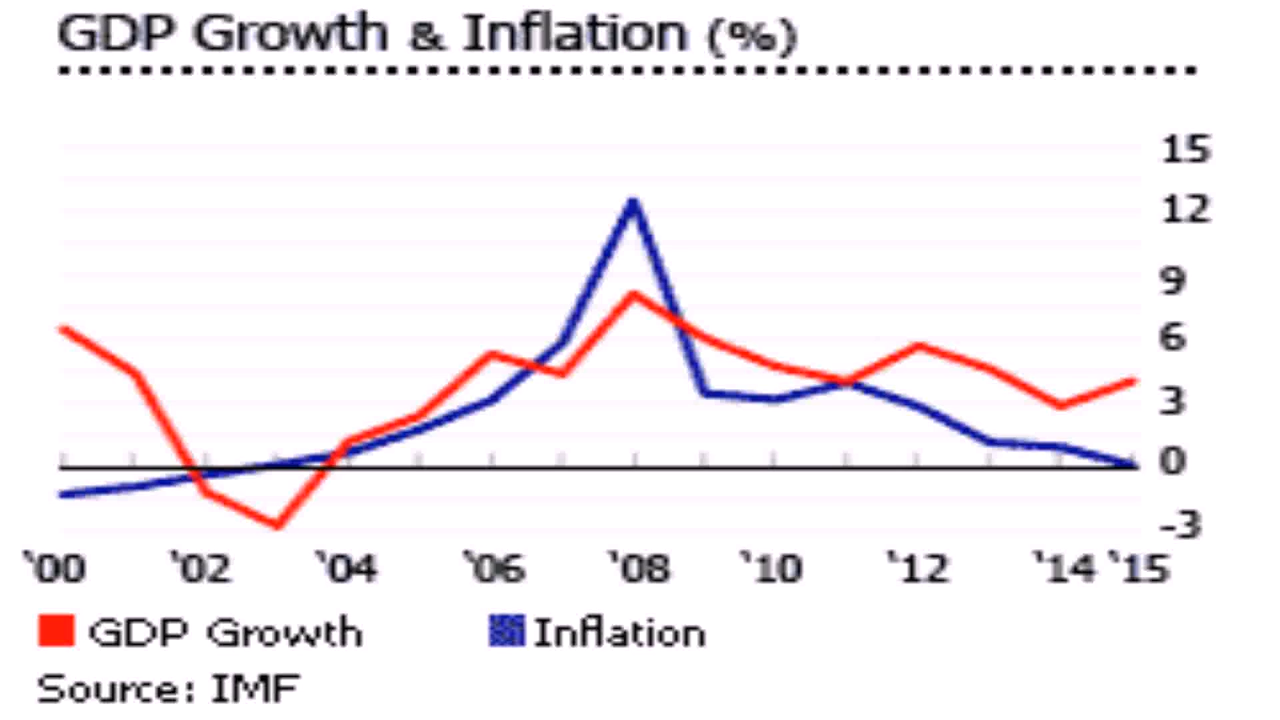 GDP Growth & Inflation (%)
15
12
9
6
3
0
-3
'00 '02 '04 '06 '08 '10 '12 '14 '15
GDP Growth Inflation
Source: IMF